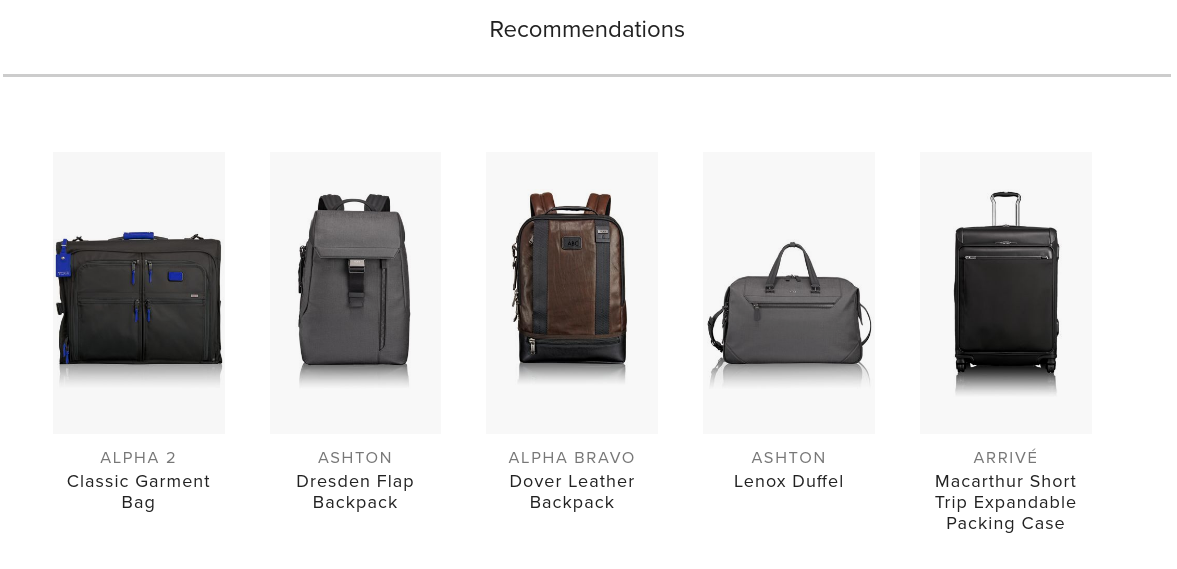 Recommendations
ALPHA 2
Classic Garment
Bag
ASHTON
Dresden Flap
Backpack
ALPHA BRAVO
Dover Leather
Backpack
ASHTON
Lenox Duffel
ARRIVÉ
Macarthur Short
Trip Expandable
Packing Case